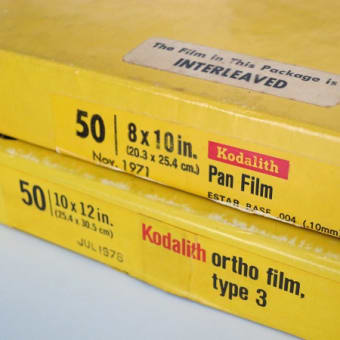 The Film in This Package is
INTERLEAVED
50
8 x 10 in.
(20.3 x 25.4 cm.)
Nov. 1971
Kodalith
Pan Film
ESTAR BASE .004 (.10mm
50
10 x 12 in.
(25.4 x 30.5 cm)
JUL 1978
Kodalith ortho film,
type 3